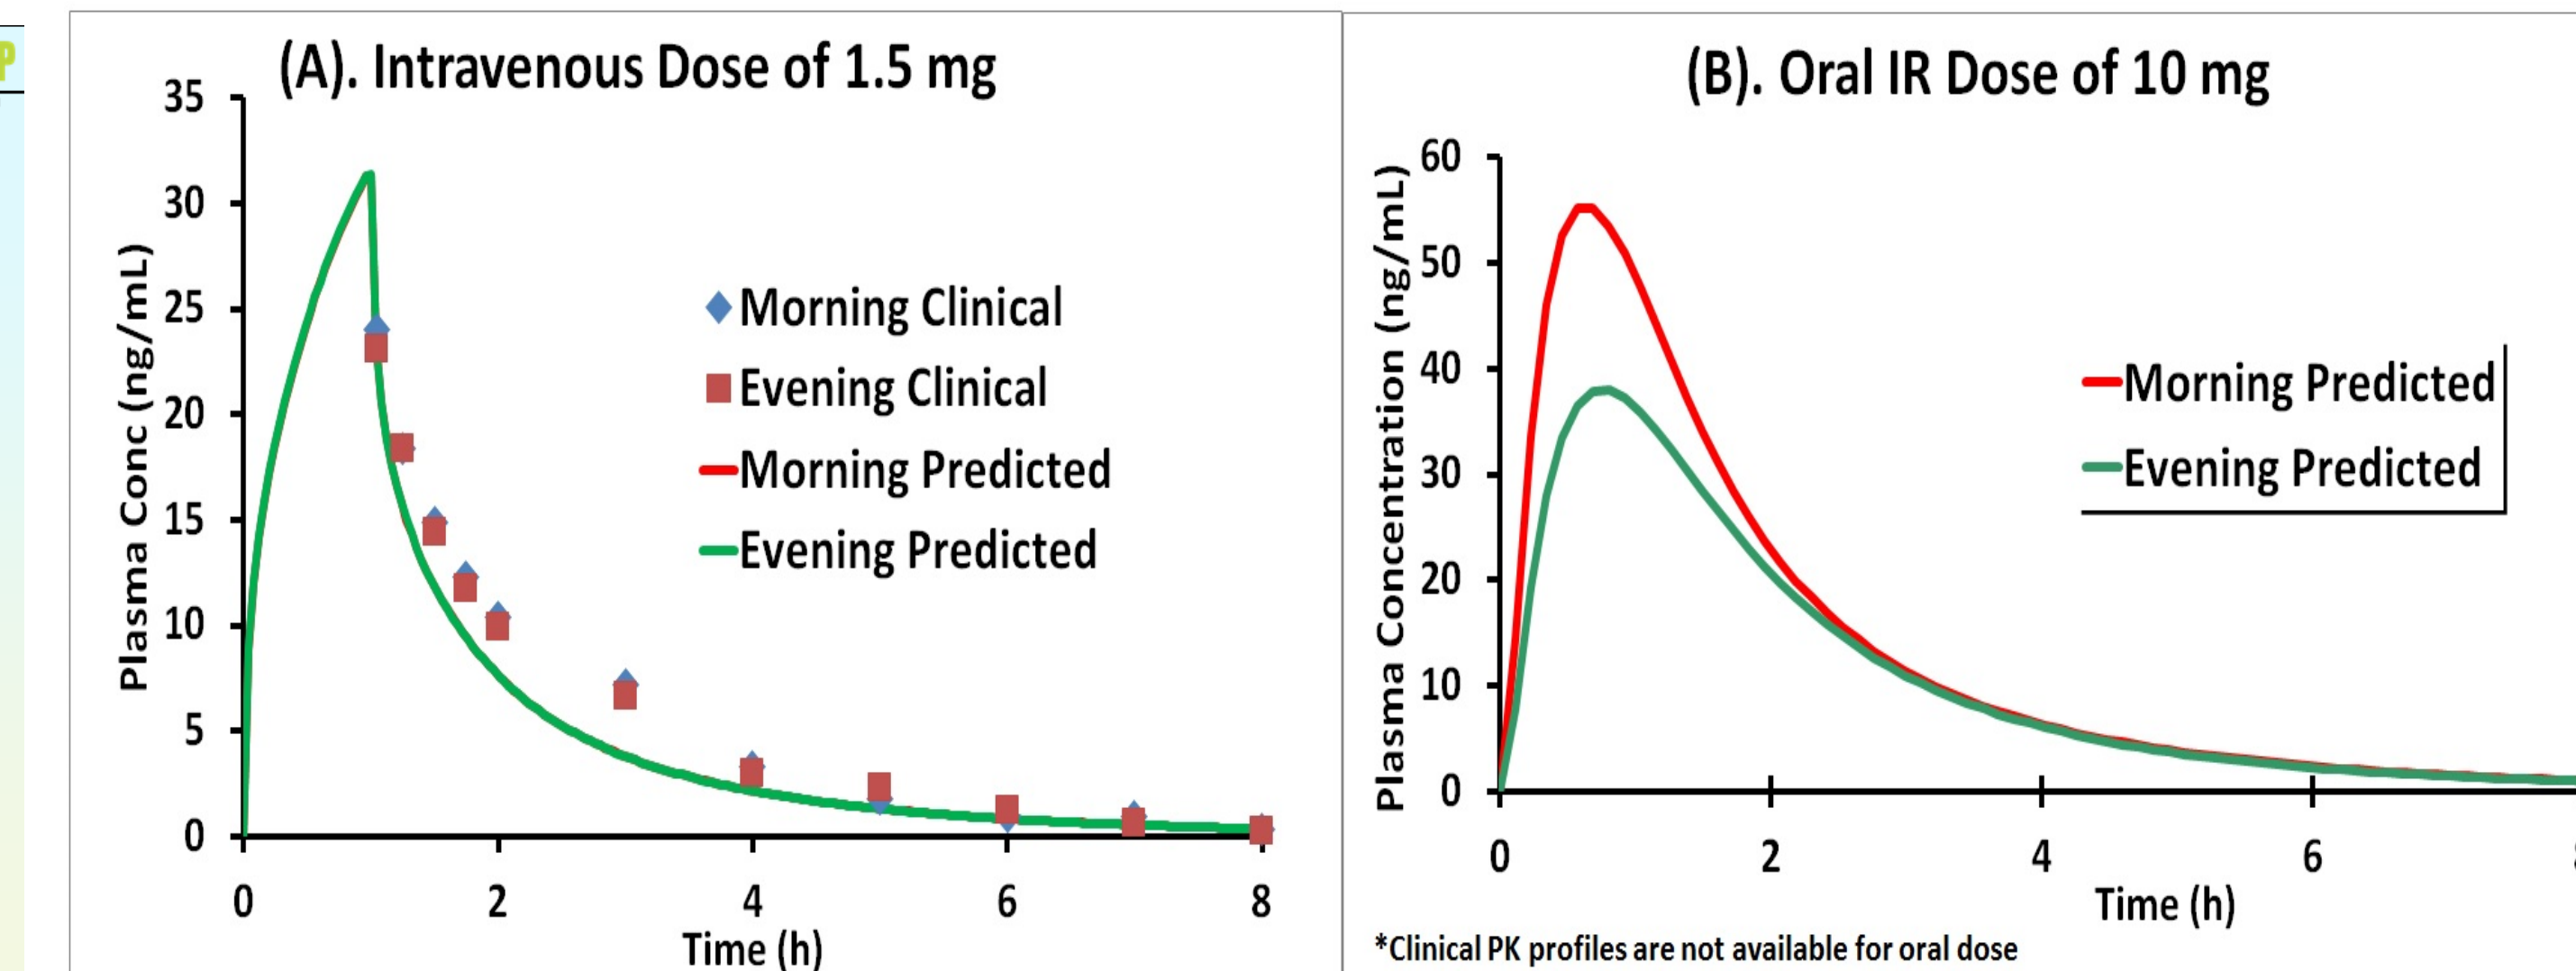 P
(A). Intravenous Dose of 1.5 mg
35
30
25
20
15
10
5
0
Plasma Conc (ng/mL)
Morning Clinical
Evening Clinical
Morning Predicted
Evening Predicted
0 2 4 6 8
Time (h)
(B). Oral IR Dose of 10 mg
60
50
40
30
20
10
0
Plasma Concentration (ng/mL)
Morning Predicted
Evening Predicted
0 2 4 6
Time (h)
*Clinical PK profiles are not available for oral dose